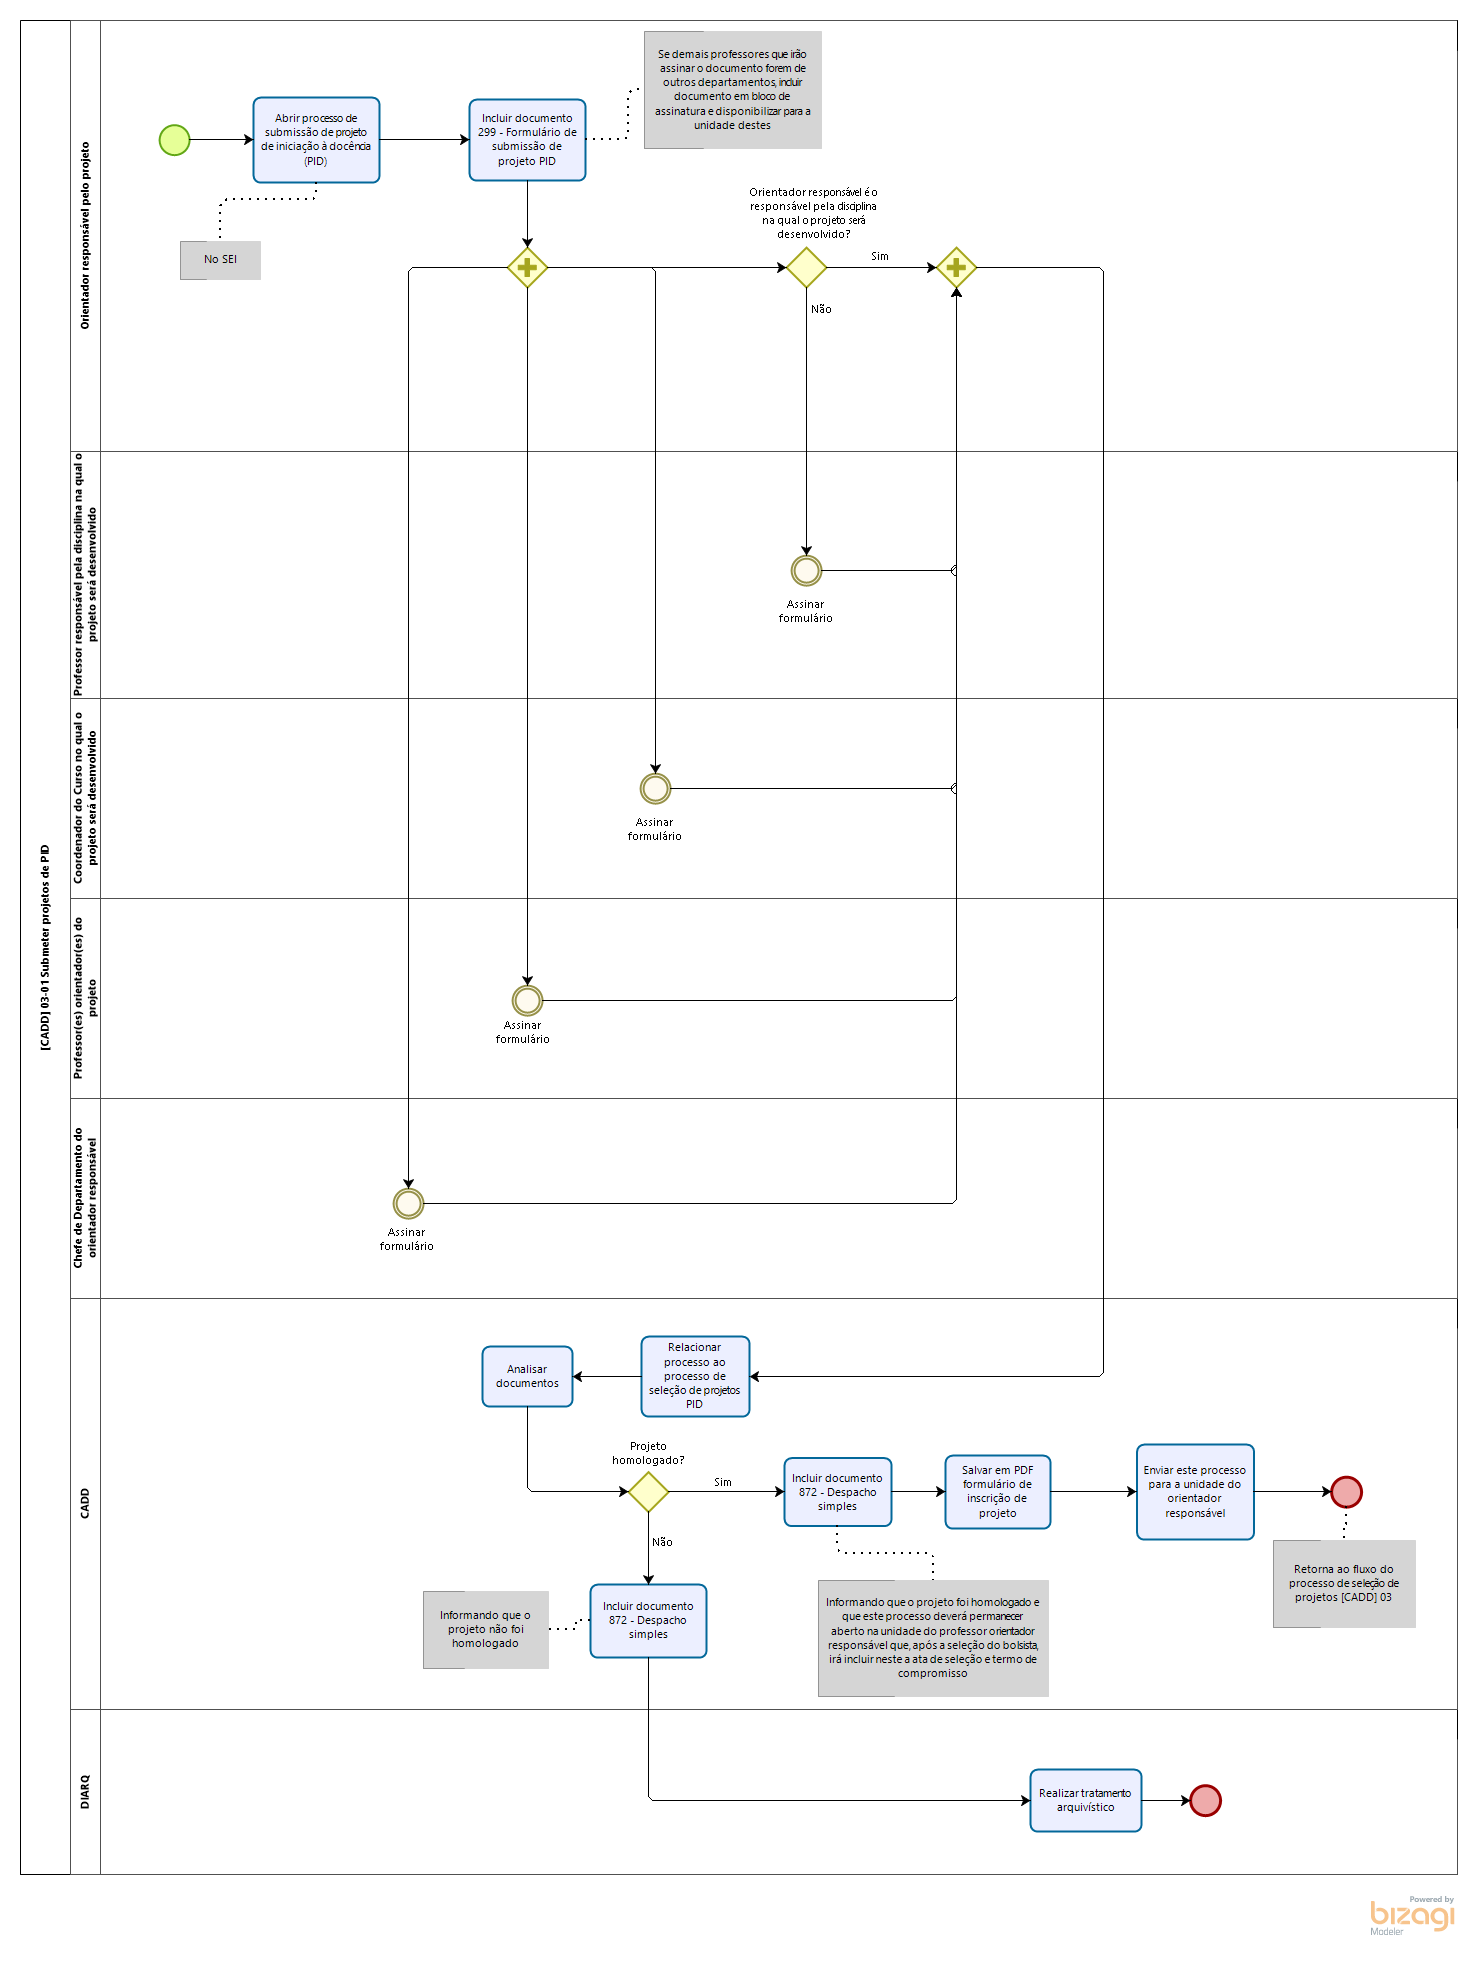 [CADD] 03-01 Submeter projetos de PID
Orientador responsável pelo projeto
Abrir processo de
submissão de projeto
de iniciação à docência
(PID)
No SEI
Incluir documento
299 - Formulário de
submissão de
projeto PID
Se demais professores que irão
assinar o documento forem de
outros departamentos, incluir
documento em bloco de
assinatura e disponibilizar para a
unidade destes
Orientador responsável é o
responsável pela disciplina
na qual o projeto será
desenvolvido?
Sim
Não
Professor responsável pela disciplina na qual o
projeto será desenvolvido
Assinar
formulário
Coordenador do Curso no qual o
projeto será desenvolvido
Assinar
formulário
Professor(es) orientador(es) do
projeto
Assinar
formulário
Chefe de Departamento do
orientador responsável
Assinar
formulário
CADD
Relacionar
processo ao
processo de
seleção de projetos
PID
Analisar
documentos
Projeto
homologado?
Sim
Não
Incluir documento
872 - Despacho
simples
Salvar em PDF
formulário de
inscrição de
projeto
Enviar este processo
para a unidade do
orientador
responsável
Retorna ao fluxo do
processo de seleção de
projetos [CADD] 03
Informando que o projeto foi homologado e
que este processo deverá permanecer
aberto na unidade do professor orientador
responsável que, após a seleção do bolsista,
irá incluir neste a ata de seleção e termo de
compromisso
Incluir documento
872 - Despacho
simples
Informando que o
projeto não foi
homologado
DIARQ
Realizar tratamento
arquivístico
Powered by
bizagi
Modeler